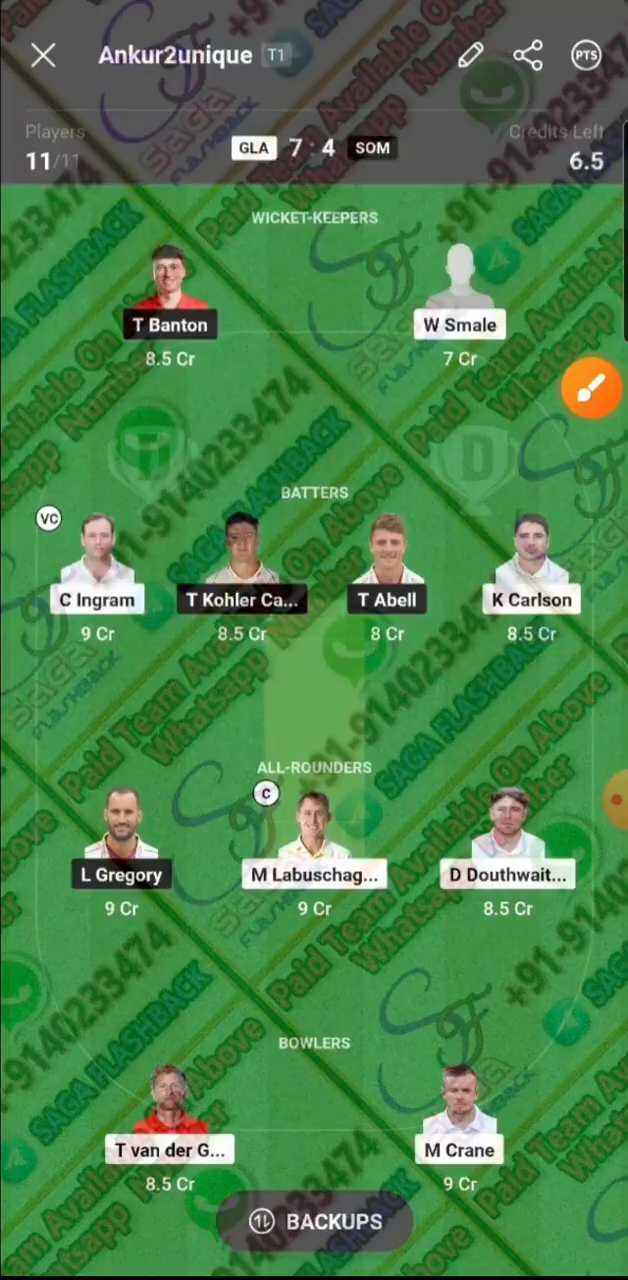 Ankur2unique T1
PTS
Players
Credits Left
11/11
GLA 7 : 4 SOM
6.5
WICKET-KEEPERS
T Banton
W Smale
8.5 Cr
7 Cr
BATTERS
VC
C Ingram
T Kohler Ca...
T Abell
K Carlson
9 Cr
8.5 Cr
8 Cr
8.5 Cr
ALL-ROUNDERS
C
L Gregory
M Labuschag...
D Douthwait...
9 Cr
9 Cr
8.5 Cr
BOWLERS
T van der G...
M Crane
8.5 Cr
9 Cr
BACKUPS
Paid Team Available On Above
Whatsapp Number
+91-9140233474
SAGA FLASHBACK